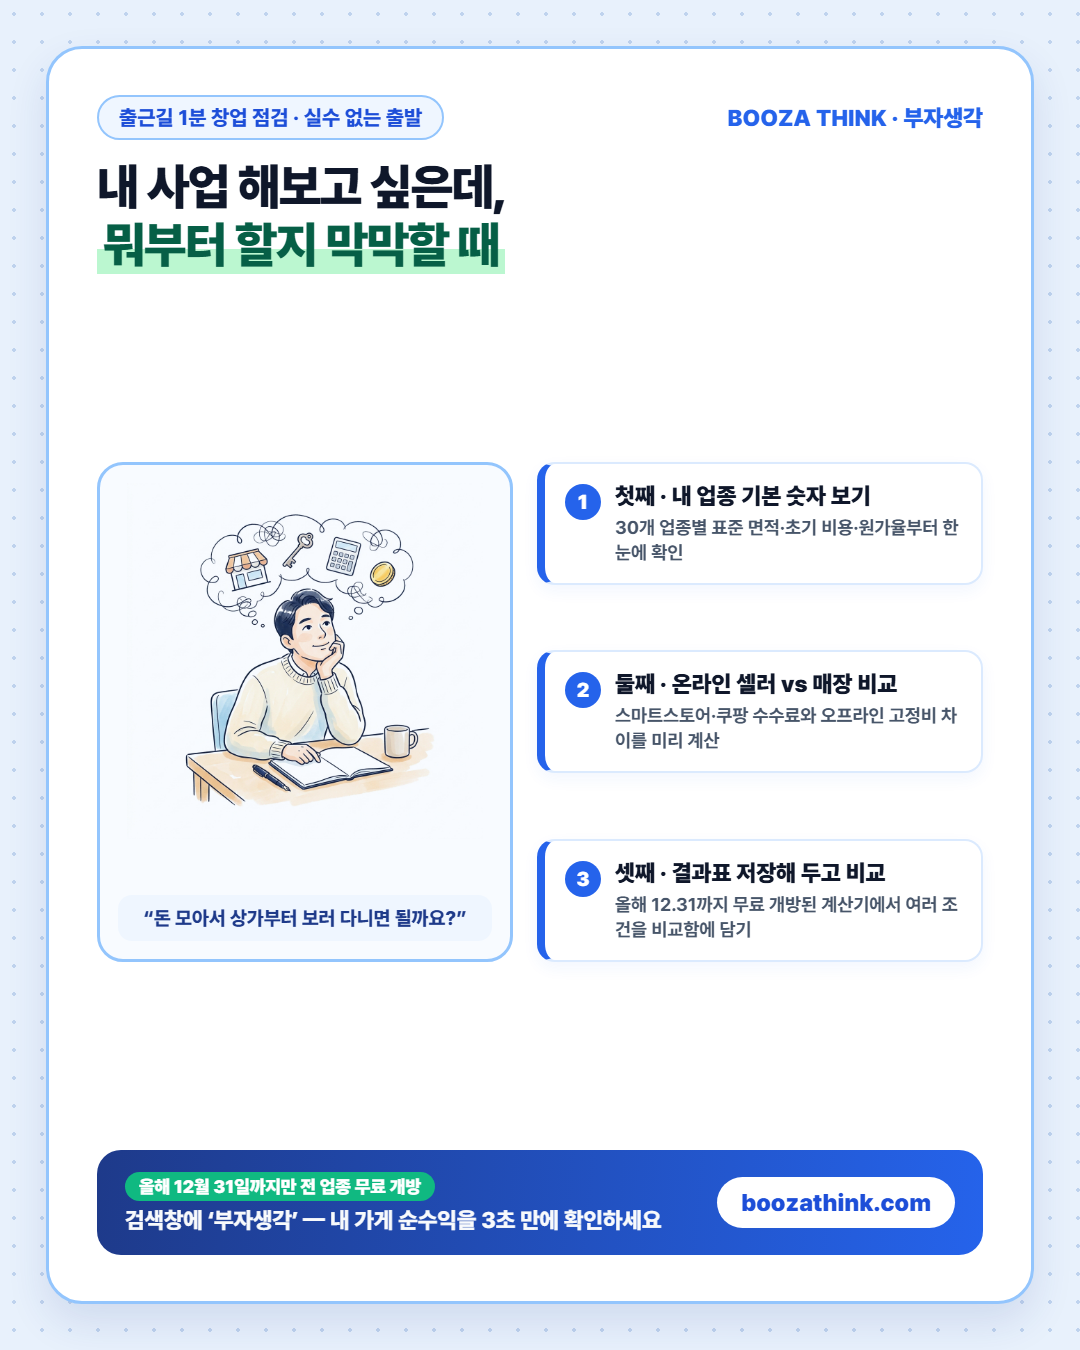 출근길 1분 창업 점검 · 실수 없는 출발
BOOZA THINK · 부자생각
내 사업 해보고 싶은데,
뭐부터 할지 막막할 때
“돈 모아서 상가부터 보러 다니면 될까요?”
1
첫째 · 내 업종 기본 숫자 보기
30개 업종별 표준 면적·초기 비용·원가율부터 한
눈에 확인
2
둘째 · 온라인 셀러 vs 매장 비교
스마트스토어·쿠팡 수수료와 오프라인 고정비 차
이를 미리 계산
3
셋째 · 결과표 저장해 두고 비교
올해 12.31까지 무료 개방된 계산기에서 여러 조
건을 비교함에 담기
올해 12월 31일까지만 전 업종 무료 개방
검색창에 ‘부자생각’ — 내 가게 순수익을 3초 만에 확인하세요
boozathink.com